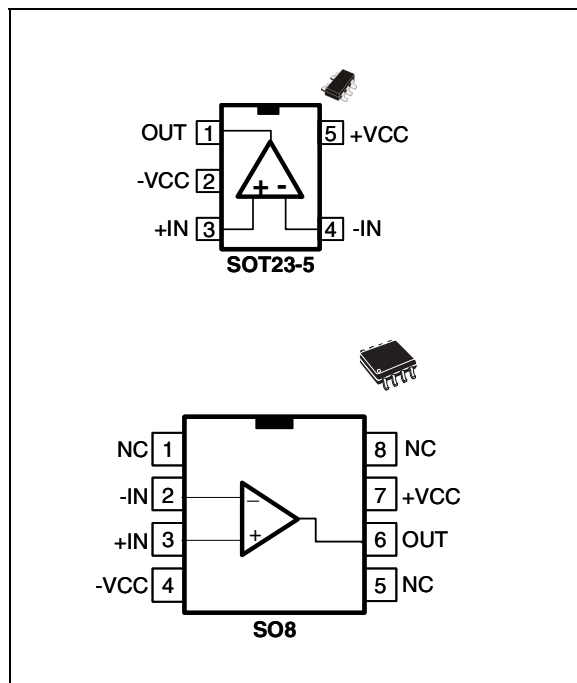 OUT 1 5 +VCC
-VCC 2
+ -
+IN 3 4 -IN
SOT23-5
NC 1 8 NC
-IN 2 − 7 +VCC
+IN 3 + 6 OUT
-VCC 4 5 NC
SO8